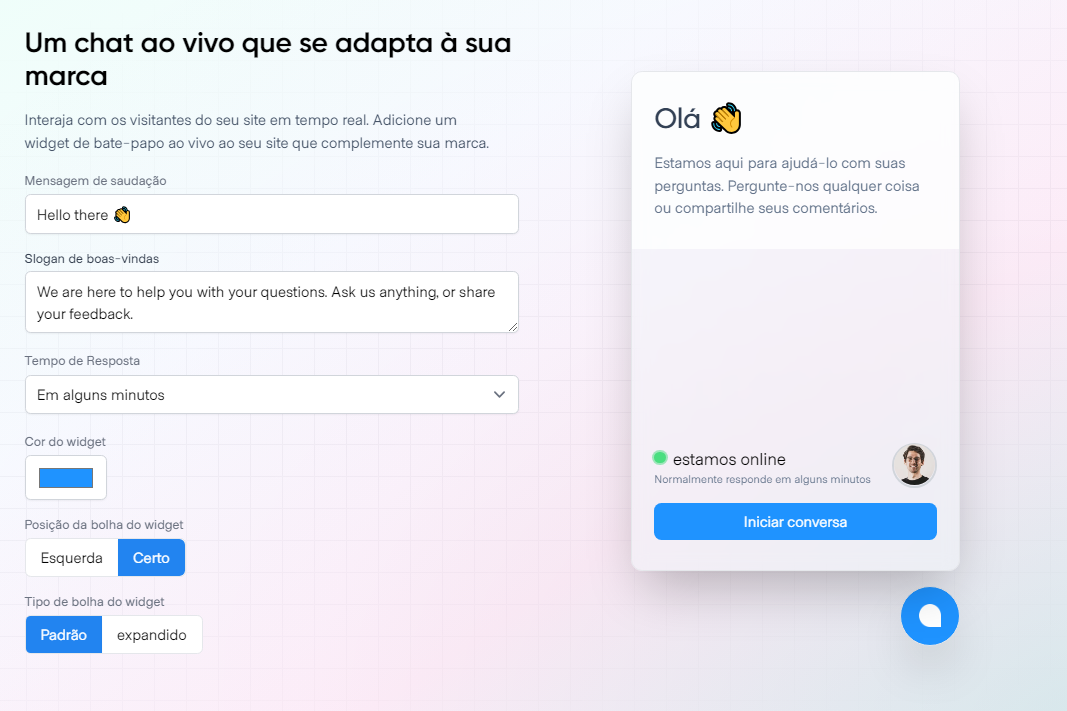 Um chat ao vivo que se adapta à sua
marca
Interaja com os visitantes do seu site em tempo real. Adicione um
widget de bate-papo ao vivo ao seu site que complemente sua marca.
Mensagem de saudação
Hello there 👋
Slogan de boas-vindas
We are here to help you with your questions. Ask us anything, or share
your feedback.
Tempo de Resposta
Em alguns minutos
Cor do widget
Posição da bolha do widget
Esquerda Certo
Tipo de bolha do widget
Padrão expandido
Olá 👋
Estamos aqui para ajudá-lo com suas
perguntas. Pergunte-nos qualquer coisa
ou compartilhe seus comentários.
estamos online
Normalmente responde em alguns minutos
Iniciar conversa